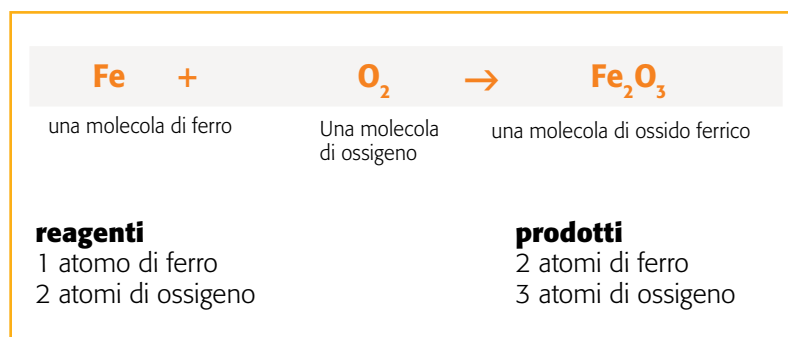 Fe + O₂ → Fe₂O₃
una molecola di ferro
Una molecola
di ossigeno
una molecola di ossido ferrico
reagenti
1 atomo di ferro
2 atomi di ossigeno
prodotti
2 atomi di ferro
3 atomi di ossigeno